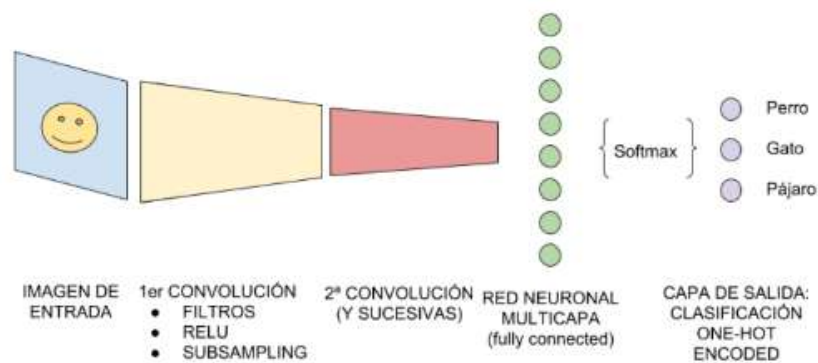 Softmax
Perro
Gato
Pájaro
IMAGEN DE
ENTRADA
1er CONVOLUCIÓN
● FILTROS
● RELU
● SUBSAMPLING
2ª CONVOLUCIÓN
(Y SUCESIVAS)
RED NEURONAL
MULTICAPA
(fully connected)
CAPA DE SALIDA:
CLASIFICACIÓN
ONE-HOT
ENCODED